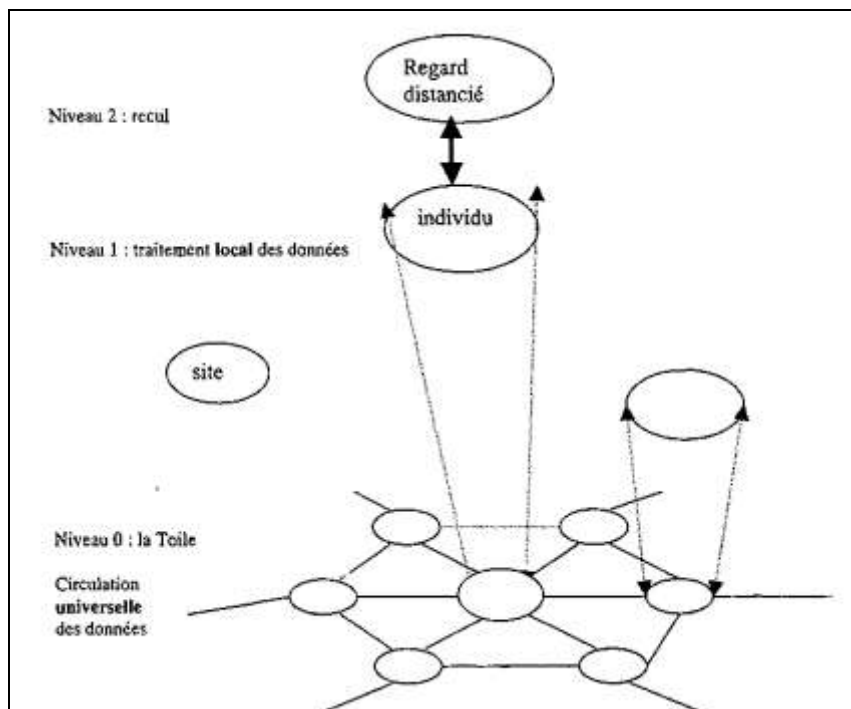 Regard
distancié
Niveau 2 : recul
individu
Niveau 1 : traitement local des données
site
Niveau 0 : la Toile
Circulation
universelle
des données